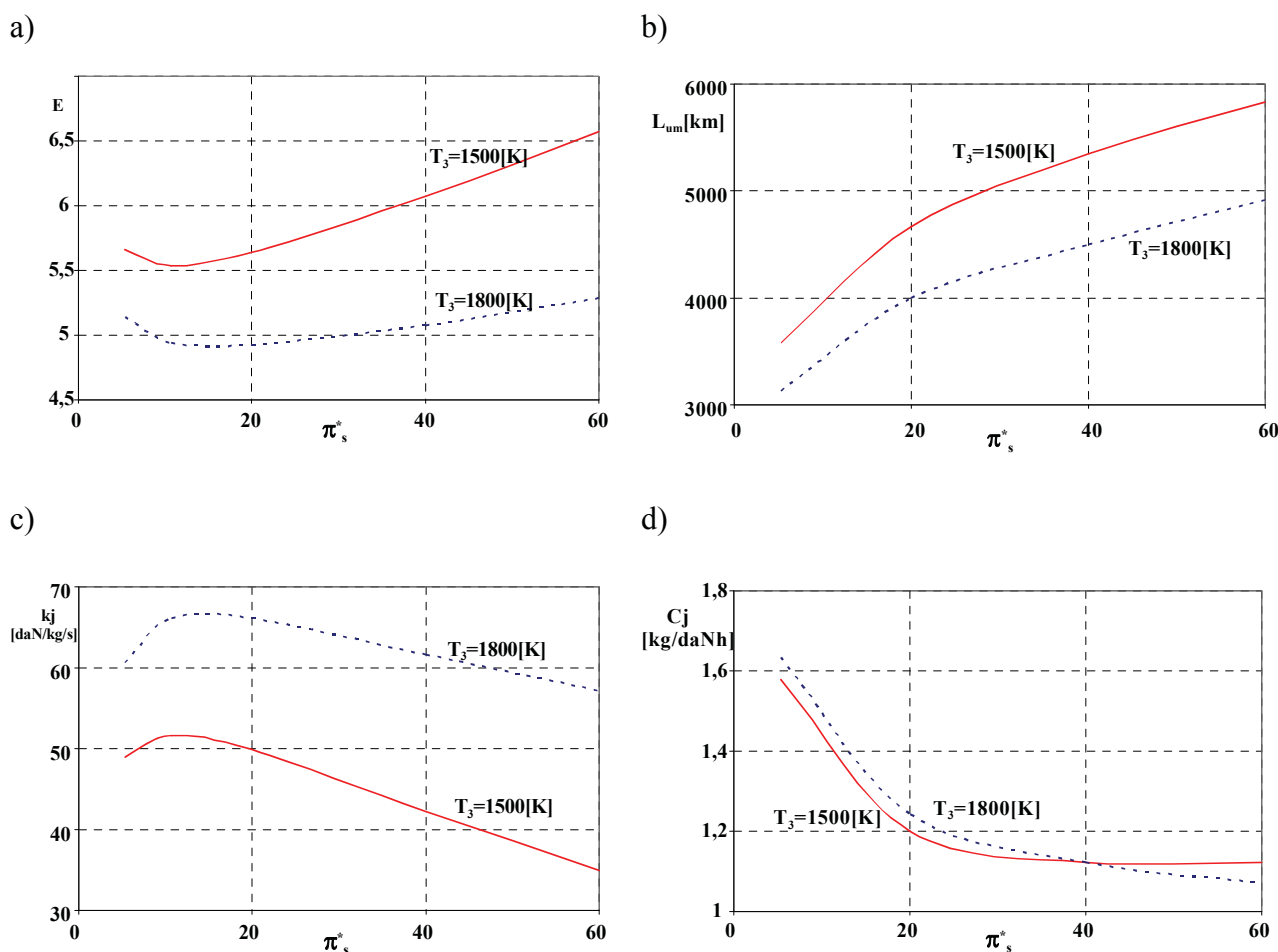 a)
E
6,5
6
5,5
5
4,5
T₃=1500[K]
T₃=1800[K]
0
20
40
60
π*ₛ
b)
6000
Lᵤₘ[km]
5000
4000
3000
T₃=1500[K]
T₃=1800[K]
0
20
40
60
π*ₛ
c)
70
kj
[daN/kg/s]
60
50
40
30
T₃=1800[K]
T₃=1500[K]
0
20
40
60
π*ₛ
d)
1,8
Cj
[kg/daNh]
1,6
1,4
1,2
1
T₃=1500[K]
T₃=1800[K]
0
20
40
60
π*ₛ